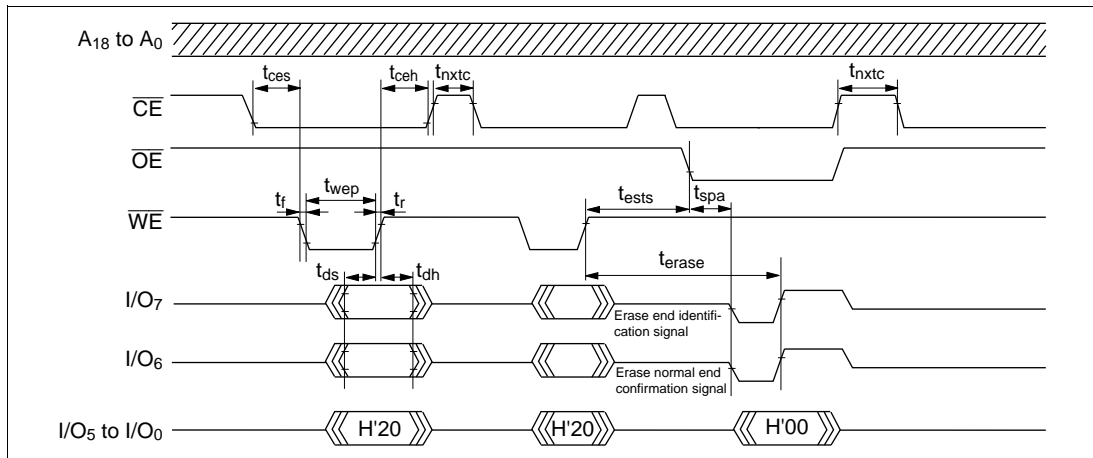 A18 to A0
tces
tceh
tnxtc
tnxtc
CE
OE
tf
twep
tr
tests
tspa
WE
tds
tdh
terase
I/O7
Erase end identifi-
cation signal
I/O6
Erase normal end
confirmation signal
I/O5 to I/O0
H'20
H'20
H'00